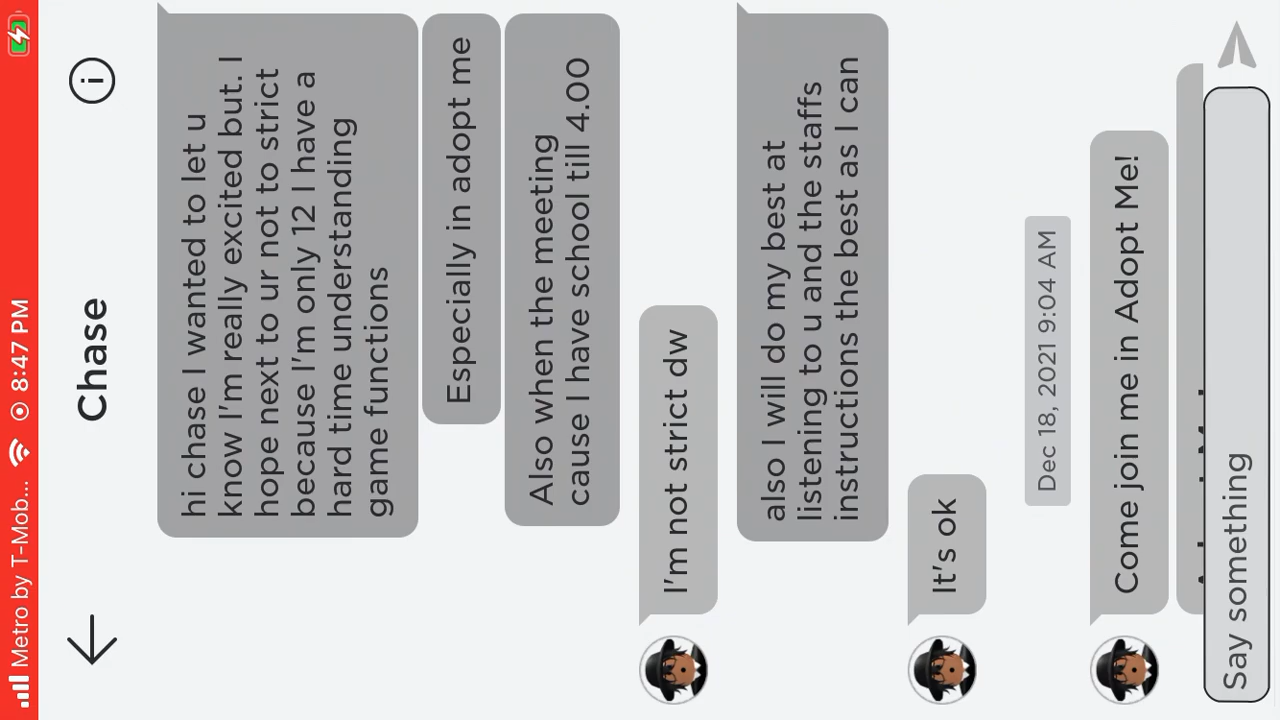 Metro by T-Mob... 8:47 PM
Chase
hi chase I wanted to let u
know I'm really excited but. I
hope next to ur not to strict
because I'm only 12 I have a
hard time understanding
game functions
Especially in adopt me
Also when the meeting
cause I have school till 4.00
I'm not strict dw
also I will do my best at
listening to u and the staffs
instructions the best as I can
It's ok
Dec 18, 2021 9:04 AM
Come join me in Adopt Me!
Say something